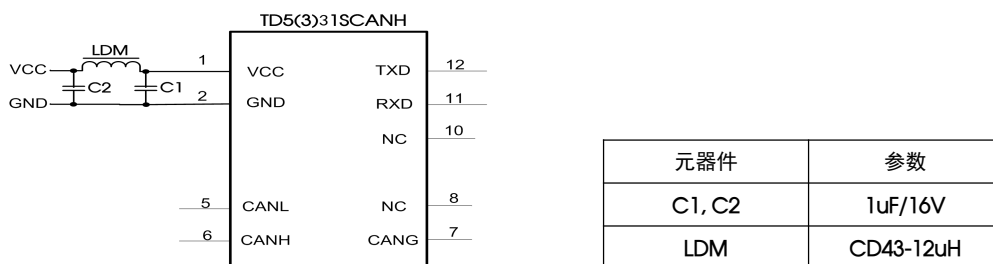 TD5(3)31SCANH
LDM
VCC
C2
C1
GND
1
VCC
2
GND
5
CANL
6
CANH
TXD
12
RXD
11
NC
10
NC
8
CANG
7
元器件 参数
C1, C2 1uF/16V
LDM CD43-12uH